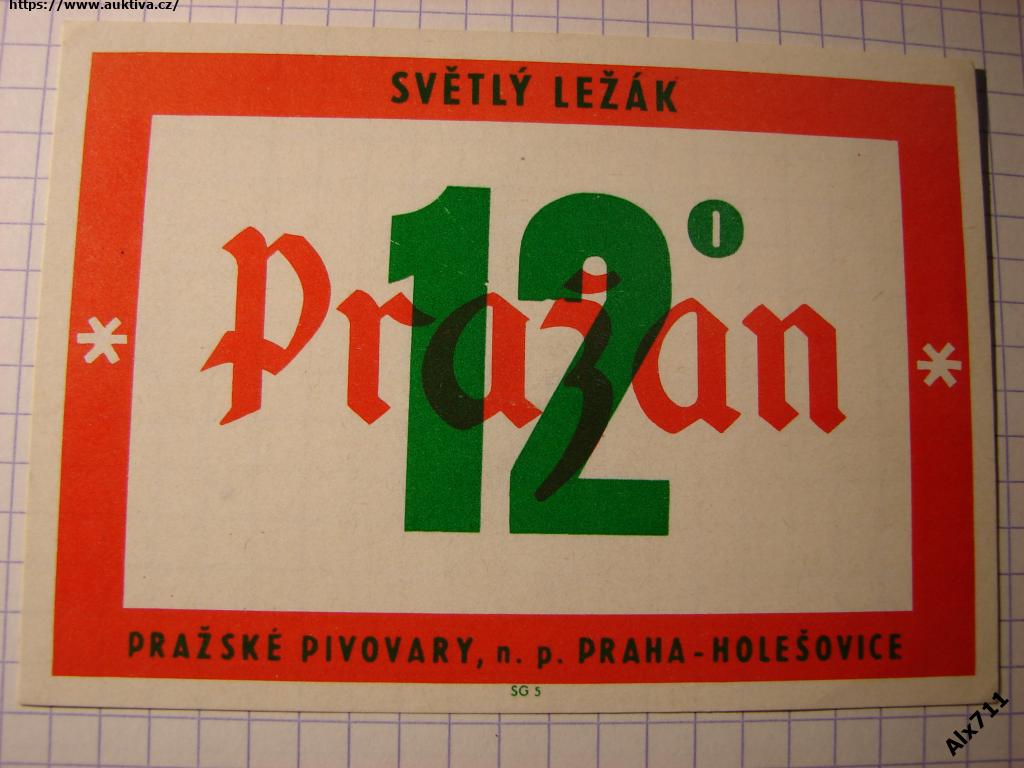 https://www.auktiva.cz/
SVĚTLÝ LEŽÁK
12°
Pražan
PRAŽSKÉ PIVOVARY, n. p. PRAHA-HOLEŠOVICE
SG 5
Alx711